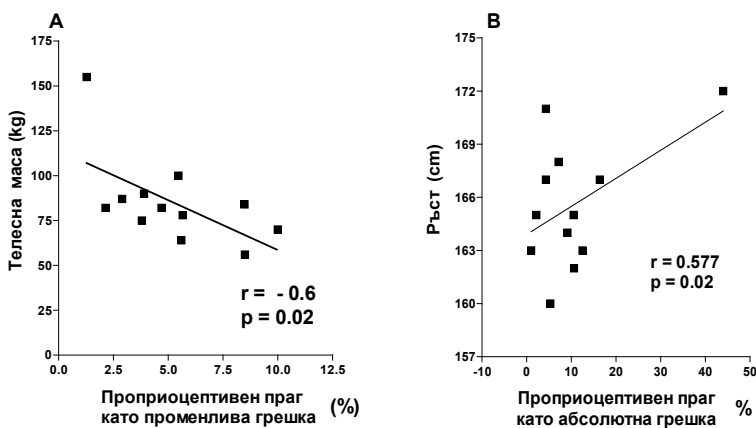 A
175
150
125
100
75
50
25
0
Телесна маса (kg)
0.0
2.5
5.0
7.5
10.0
12.5
r = - 0.6
p = 0.02
Проприоцептивен праг
като променлива грешка
(%)
B
175
172
169
166
163
160
157
Ръст (cm)
-10
0
10
20
30
40
50
r = 0.577
p = 0.02
Проприоцептивен праг
като абсолютна грешка
%